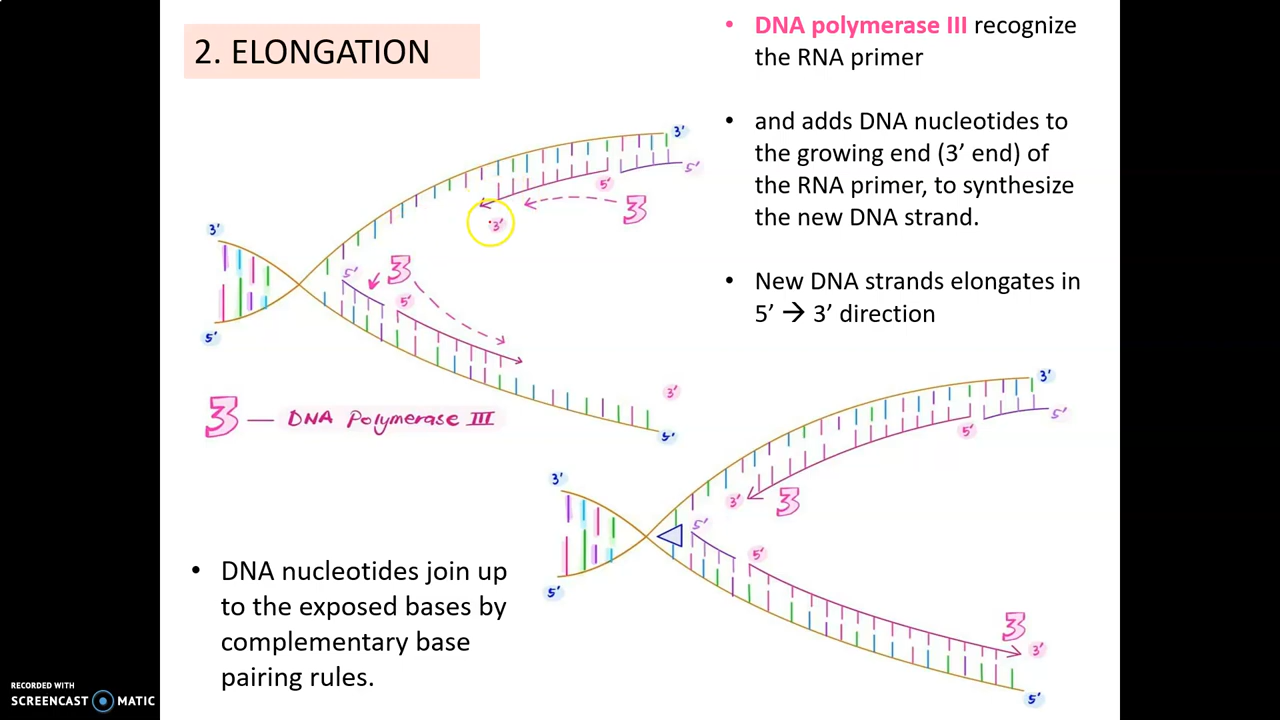 2. ELONGATION
• DNA polymerase III recognize
the RNA primer
• and adds DNA nucleotides to
the growing end (3’ end) of
the RNA primer, to synthesize
the new DNA strand.
• New DNA strands elongates in
5’ → 3’ direction
3'
5'
5'
3
3'
3'
5'
3
5'
5'
3'
5'
3 — DNA Polymerase III
3'
5'
5'
3'
3
3'
5'
5'
5'
3
3'
5'
• DNA nucleotides join up
to the exposed bases by
complementary base
pairing rules.
RECORDED WITH
SCREENCAST MATIC